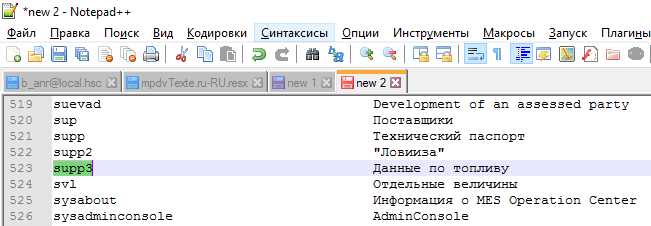 *new 2 - Notepad++
Файл Правка Поиск Вид Кодировки Синтаксисы Опции Инструменты Макросы Запуск Плагины
b_anr@local.hsc mpdvTexte.ru-RU.resx new 1 new 2
519 suevad Development of an assessed party
520 sup Поставщики
521 supp Технический паспорт
522 supp2 "Ловииза"
523 supp3 Данные по топливу
524 svl Отдельные величины
525 sysabout Информация о MES Operation Center
526 sysadminconsole AdminConsole